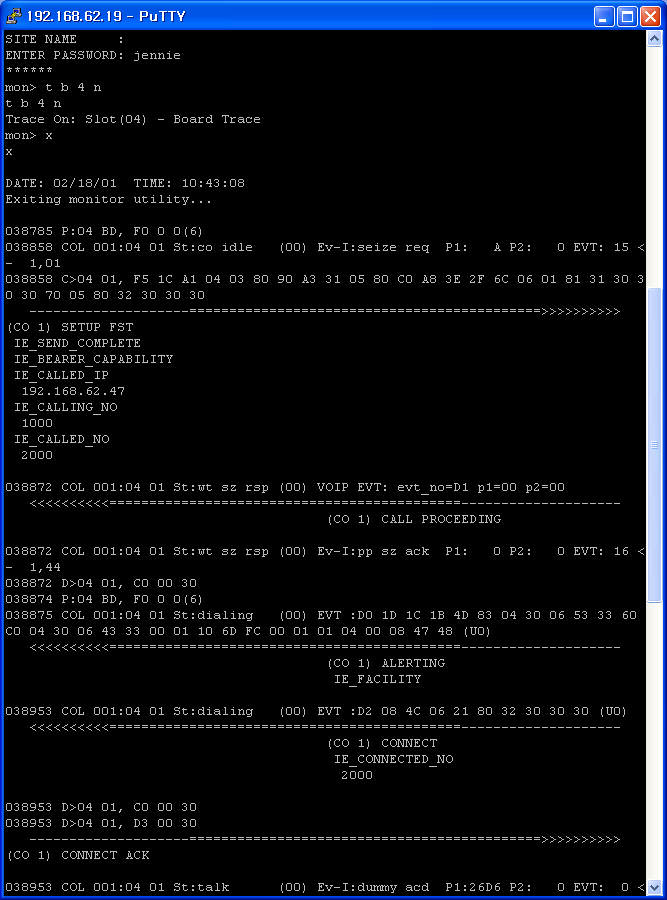 192.168.62.19 - PuTTY
SITE NAME     :
ENTER PASSWORD: jennie
******
mon> t b 4 n
t b 4 n
Trace On: Slot(04) - Board Trace
mon> x
x
DATE: 02/18/01  TIME: 10:43:08
Exiting monitor utility...
038785 P:04 BD, F0 0 0(6)
038858 COL 001:04 01 St:co idle   (00) Ev-I:seize req  P1:   A P2:   0 EVT: 15 <
-  1,01
038858 C>04 01, F5 1C A1 04 03 80 90 A3 31 05 80 C0 A8 3E 2F 6C 06 01 81 31 30 3
0 30 70 05 80 32 30 30 30
   --------------------=============================================>>>>>>>>>>
(CO 1) SETUP FST
 IE_SEND_COMPLETE
 IE_BEARER_CAPABILITY
 IE_CALLED_IP
  192.168.62.47
 IE_CALLING_NO
  1000
 IE_CALLED_NO
  2000
038872 COL 001:04 01 St:wt sz rsp (00) VOIP EVT: evt_no=D1 p1=00 p2=00
   <<<<<<<<<<=============================================--------------------
                                         (CO 1) CALL PROCEEDING
038872 COL 001:04 01 St:wt sz rsp (00) Ev-I:pp sz ack  P1:   0 P2:   0 EVT: 16 <
-  1,44
038872 D>04 01, C0 00 30
038874 P:04 BD, F0 0 0(6)
038875 COL 001:04 01 St:dialing   (00) EVT :D0 1D 1C 1B 4D 83 04 30 06 53 33 60
C0 04 30 06 43 33 00 01 10 6D FC 00 01 01 04 00 08 47 48 (U0)
   <<<<<<<<<<=============================================--------------------
                                         (CO 1) ALERTING
                                          IE_FACILITY
038953 COL 001:04 01 St:dialing   (00) EVT :D2 08 4C 06 21 80 32 30 30 30 (U0)
   <<<<<<<<<<=============================================--------------------
                                         (CO 1) CONNECT
                                          IE_CONNECTED_NO
                                           2000
038953 D>04 01, C0 00 30
038953 D>04 01, D3 00 30
   --------------------=============================================>>>>>>>>>>
(CO 1) CONNECT ACK
038953 COL 001:04 01 St:talk      (00) Ev-I:dummy acd  P1:26D6 P2:   0 EVT:  0 <